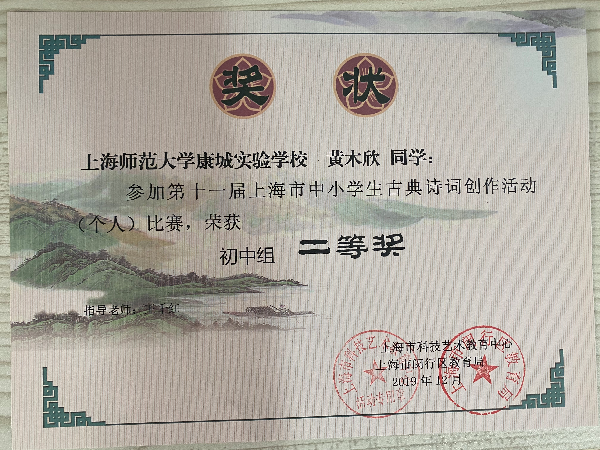 奖状
上海师范大学康城实验学校 黄木欣 同学:
参加第十一届上海市中小学生古典诗词创作活动
(个人)比赛,荣获
初中组 二等奖
指导老师:
上海市科技艺术教育中心
上海市闵行区教育局
2019年12月